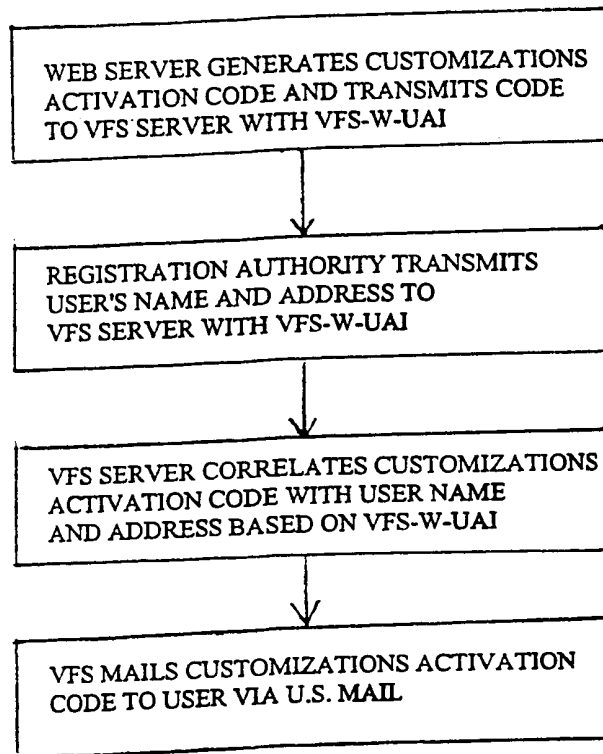 WEB SERVER GENERATES CUSTOMIZATIONS
ACTIVATION CODE AND TRANSMITS CODE
TO VFS SERVER WITH VFS-W-UAI
REGISTRATION AUTHORITY TRANSMITS
USER'S NAME AND ADDRESS TO
VFS SERVER WITH VFS-W-UAI
VFS SERVER CORRELATES CUSTOMIZATIONS
ACTIVATION CODE WITH USER NAME
AND ADDRESS BASED ON VFS-W-UAI
VFS MAILS CUSTOMIZATIONS ACTIVATION
CODE TO USER VIA U.S. MAIL